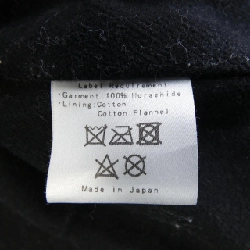 Label Requirement
·Garment:100% Horsehide
·Lining:Cotton
Cotton Flannel
Made in Japan